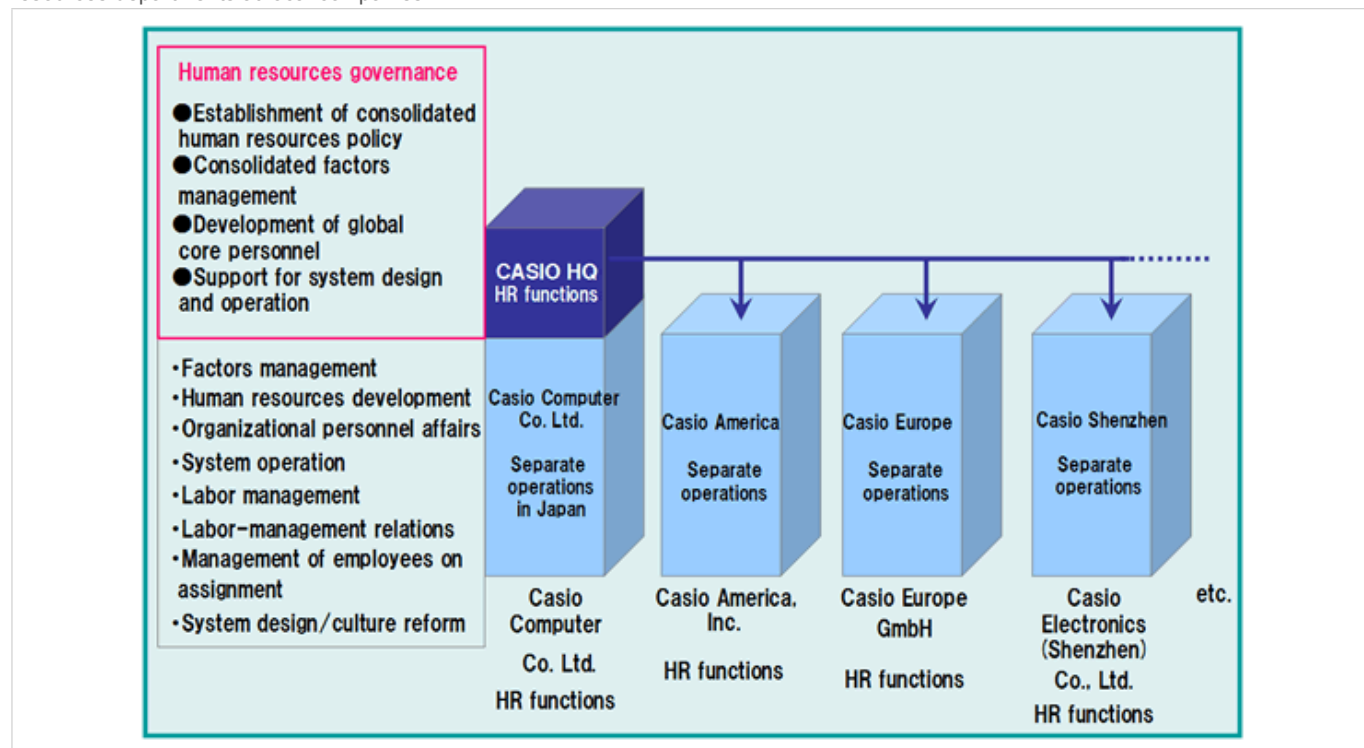 Human resources governance
●Establishment of consolidated
human resources policy
●Consolidated factors
management
●Development of global
core personnel
●Support for system design
and operation
・Factors management
・Human resources development
・Organizational personnel affairs
・System operation
・Labor management
・Labor-management relations
・Management of employees on
assignment
・System design/culture reform
CASIO HQ
HR functions
Casio Computer
Co. Ltd.
Separate
operations
in Japan
Casio America
Separate
operations
Casio Europe
Separate
operations
Casio Shenzhen
Separate
operations
Casio
Computer
Co. Ltd.
HR functions
Casio America,
Inc.
HR functions
Casio Europe
GmbH
HR functions
Casio
Electronics
(Shenzhen)
Co., Ltd.
HR functions
etc.